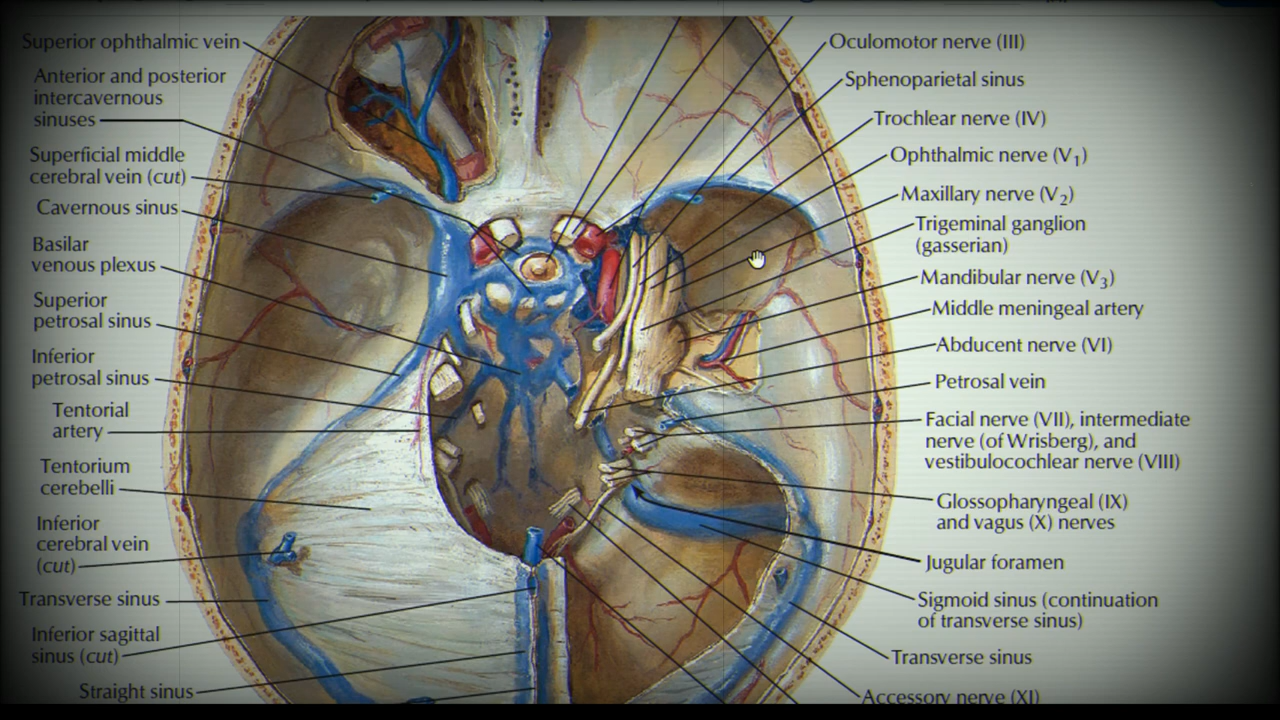 Superior ophthalmic vein
Anterior and posterior
intercavernous
sinuses
Superficial middle
cerebral vein (cut)
Cavernous sinus
Basilar
venous plexus
Superior
petrosal sinus
Inferior
petrosal sinus
Tentorial
artery
Tentorium
cerebelli
Inferior
cerebral vein
(cut)
Transverse sinus
Inferior sagittal
sinus (cut)
Straight sinus
Oculomotor nerve (III)
Sphenoparietal sinus
Trochlear nerve (IV)
Ophthalmic nerve (V1)
Maxillary nerve (V2)
Trigeminal ganglion
(gasserian)
Mandibular nerve (V3)
Middle meningeal artery
Abducent nerve (VI)
Petrosal vein
Facial nerve (VII), intermediate
nerve (of Wrisberg), and
vestibulocochlear nerve (VIII)
Glossopharyngeal (IX)
and vagus (X) nerves
Jugular foramen
Sigmoid sinus (continuation
of transverse sinus)
Transverse sinus
Accessory nerve (XI)